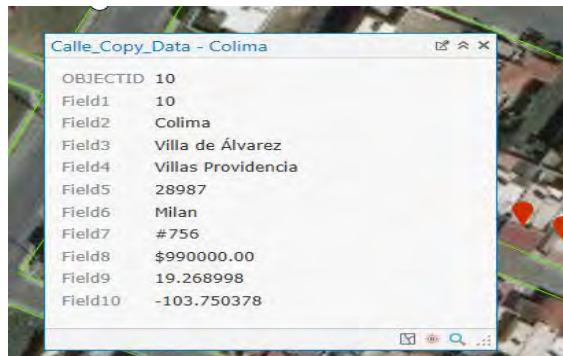 Calle_Copy_Data - Colima
OBJECTID 10
Field1 10
Field2 Colima
Field3 Villa de Álvarez
Field4 Villas Providencia
Field5 28987
Field6 Milan
Field7 #756
Field8 $990000.00
Field9 19.268998
Field10 -103.750378